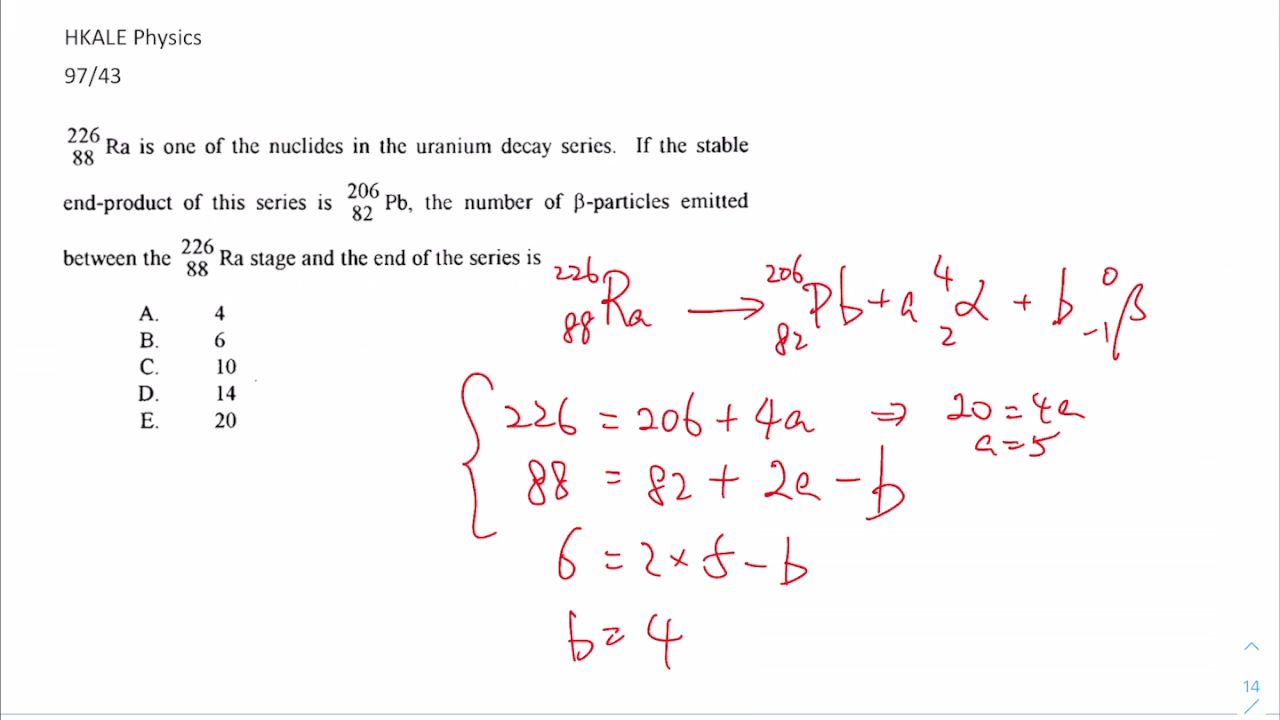 HKALE Physics
97/43
226 88 Ra is one of the nuclides in the uranium decay series. If the stable
end-product of this series is 206 82 Pb, the number of β-particles emitted
between the 226 88 Ra stage and the end of the series is
A. 4
B. 6
C. 10
D. 14
E. 20
226 88 Ra → 206 82 Pb + a 4 2 α + b 0 -1 β
226 = 206 + 4a ⇒ 20 = 4a
a = 5
88 = 82 + 2a - b
6 = 2 × 5 - b
b = 4
14